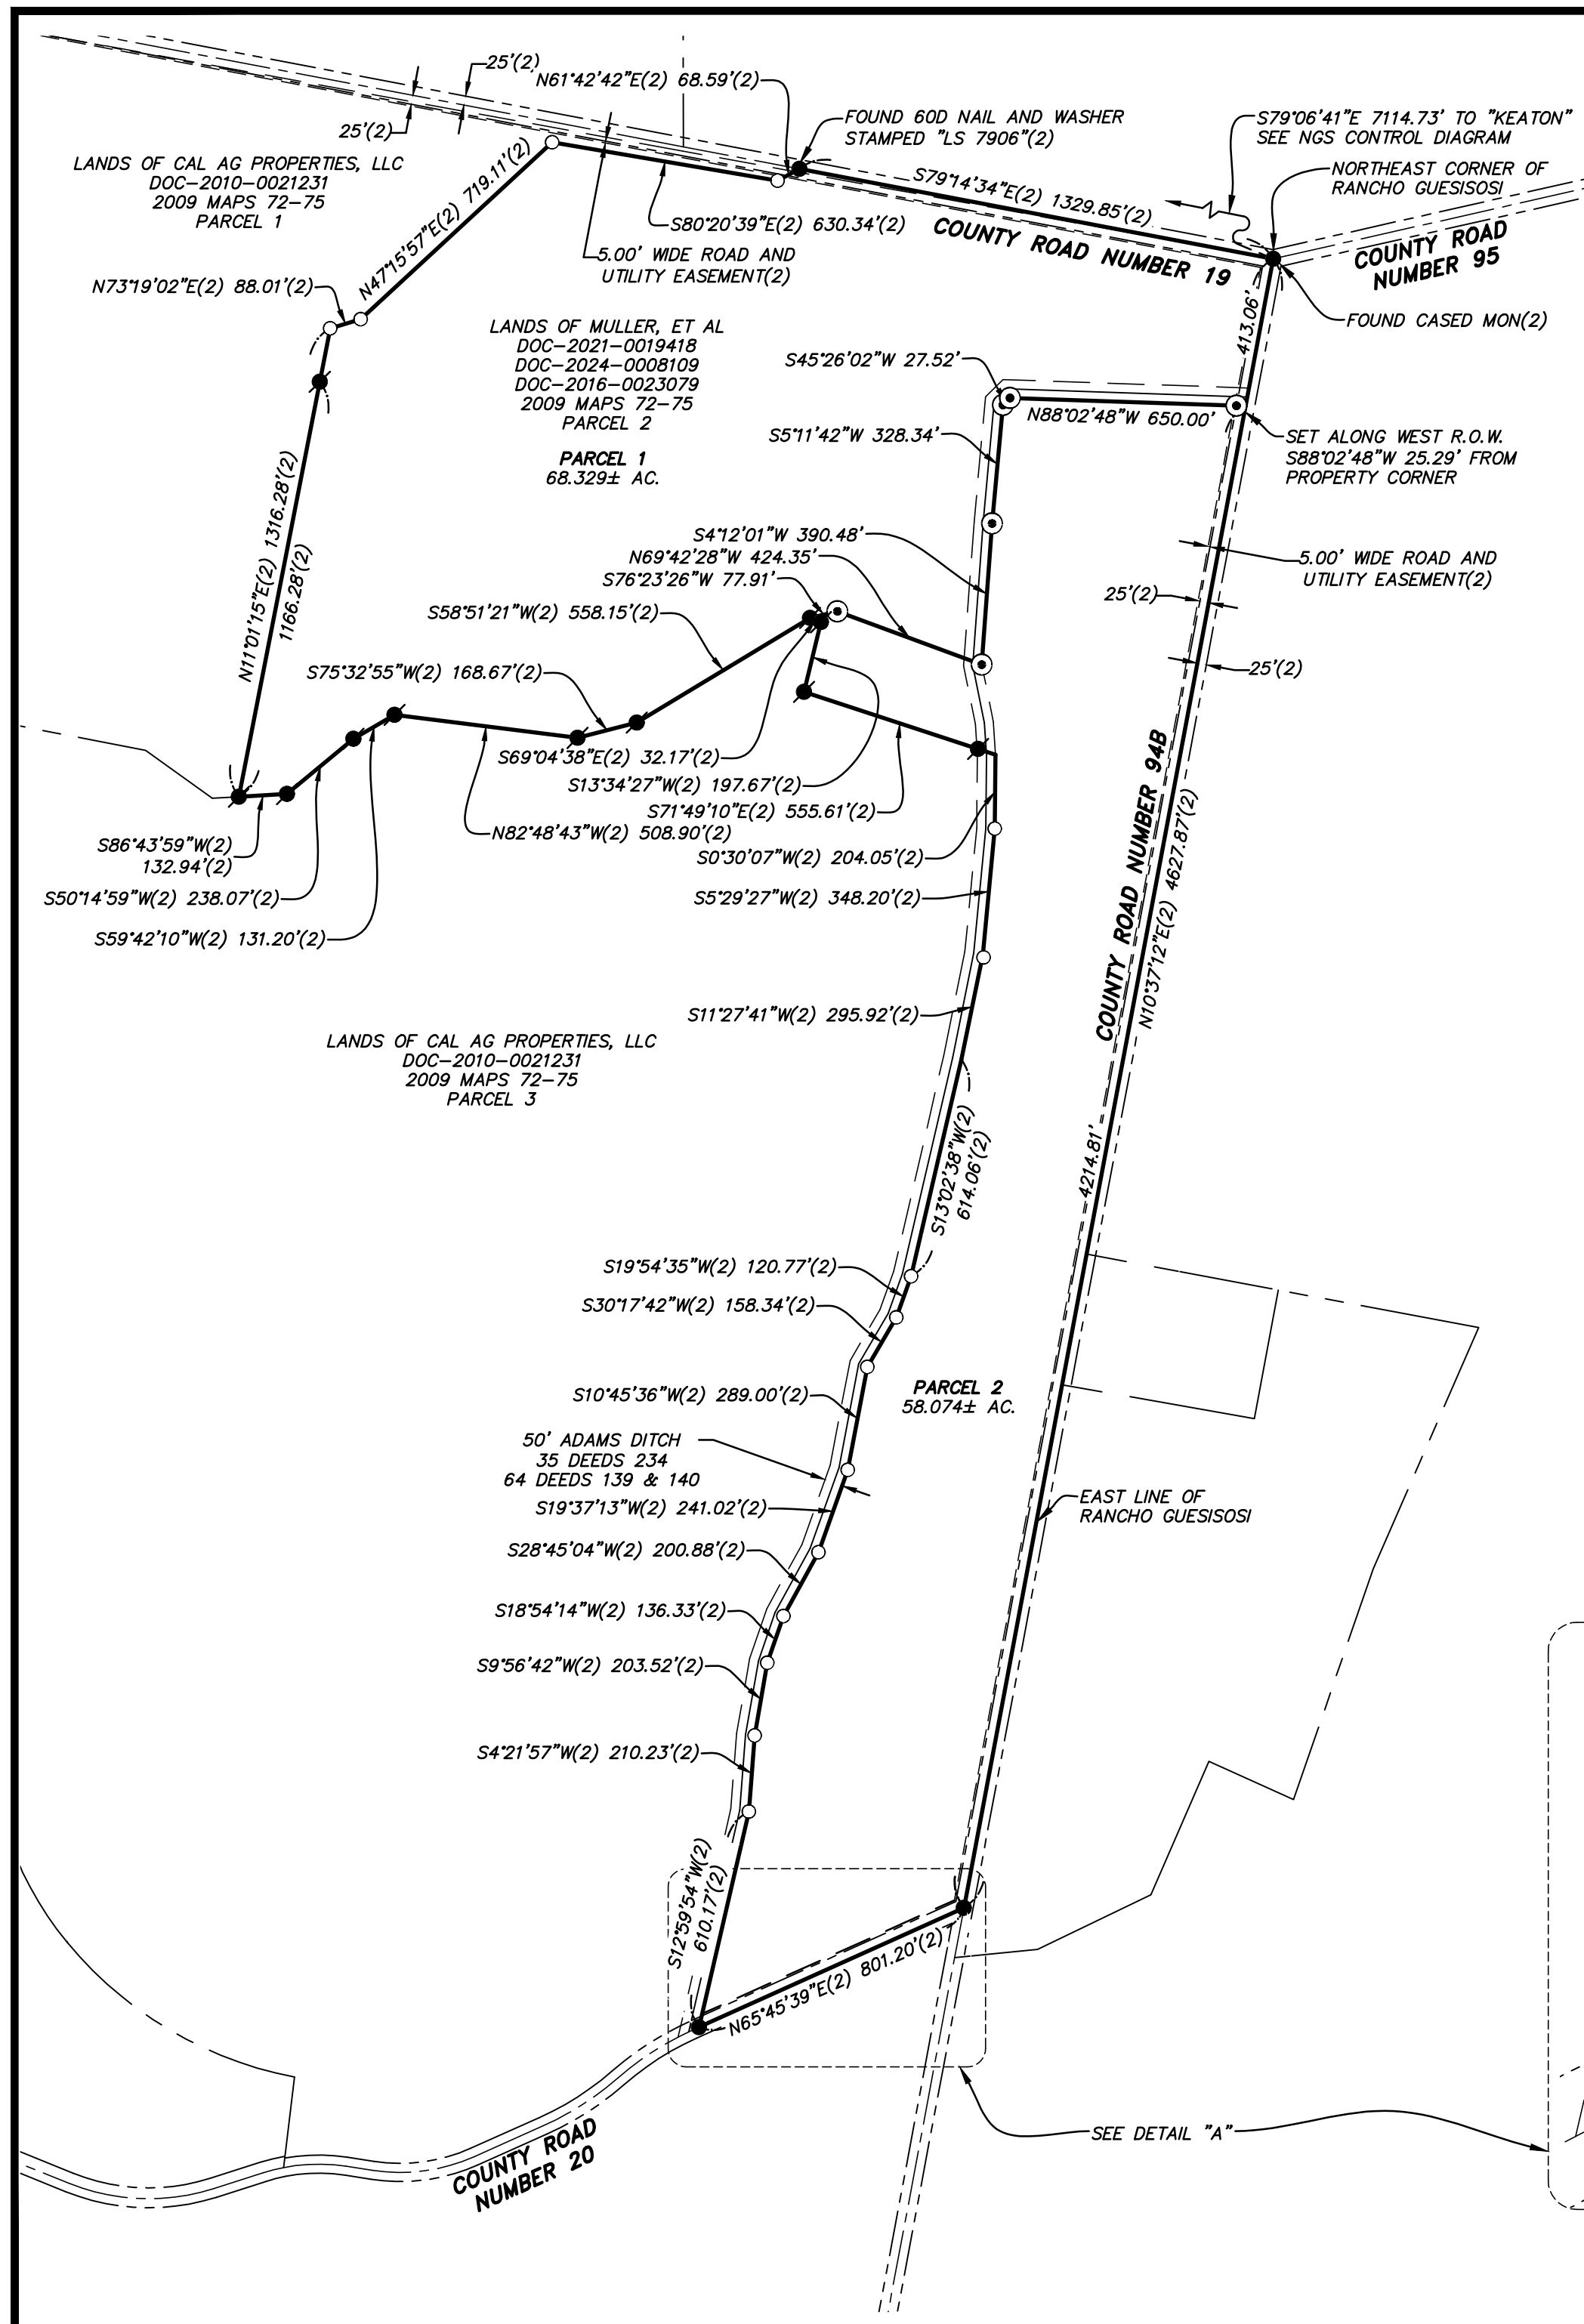 25'(2)
N61°42'42"E(2) 68.59'(2)
25'(2)
FOUND 60D NAIL AND WASHER
STAMPED "LS 7906"(2)
S79°06'41"E 7114.73' TO "KEATON"
SEE NGS CONTROL DIAGRAM
NORTHEAST CORNER OF
RANCHO GUESISOSI
LANDS OF CAL AG PROPERTIES, LLC
DOC-2010-0021231
2009 MAPS 72-75
PARCEL 1
N47°15'57"E(2) 719.11'(2)
S79°14'34"E(2) 1329.85'(2)
S80°20'39"E(2) 630.34'(2)
COUNTY ROAD NUMBER 19
COUNTY ROAD
NUMBER 95
5.00' WIDE ROAD AND
UTILITY EASEMENT(2)
N73°19'02"E(2) 88.01'(2)
413.06'
FOUND CASED MON(2)
LANDS OF MULLER, ET AL
DOC-2021-0019418
DOC-2024-0008109
DOC-2016-0023079
2009 MAPS 72-75
PARCEL 2
PARCEL 1
68.329± AC.
S45°26'02"W 27.52'
N88°02'48"W 650.00'
S5°11'42"W 328.34'
SET ALONG WEST R.O.W.
S88°02'48"W 25.29' FROM
PROPERTY CORNER
N11°01'15"E(2) 1316.28'(2)
1166.28'(2)
S4°12'01"W 390.48'
N69°42'28"W 424.35'
S76°23'26"W 77.91'
5.00' WIDE ROAD AND
UTILITY EASEMENT(2)
25'(2)
S58°51'21"W(2) 558.15'(2)
25'(2)
S75°32'55"W(2) 168.67'(2)
S69°04'38"E(2) 32.17'(2)
S13°34'27"W(2) 197.67'(2)
S71°49'10"E(2) 555.61'(2)
N82°48'43"W(2) 508.90'(2)
S86°43'59"W(2)
132.94'(2)
S0°30'07"W(2) 204.05'(2)
S50°14'59"W(2) 238.07'(2)
S5°29'27"W(2) 348.20'(2)
S59°42'10"W(2) 131.20'(2)
COUNTY ROAD NUMBER 94B
N10°37'12"E(2) 4627.87'(2)
S11°27'41"W(2) 295.92'(2)
LANDS OF CAL AG PROPERTIES, LLC
DOC-2010-0021231
2009 MAPS 72-75
PARCEL 3
S13°02'38"W(2)
614.06'(2)
4214.81'
S19°54'35"W(2) 120.77'(2)
S30°17'42"W(2) 158.34'(2)
S10°45'36"W(2) 289.00'(2)
PARCEL 2
58.074± AC.
50' ADAMS DITCH
35 DEEDS 234
64 DEEDS 139 & 140
S19°37'13"W(2) 241.02'(2)
EAST LINE OF
RANCHO GUESISOSI
S28°45'04"W(2) 200.88'(2)
S18°54'14"W(2) 136.33'(2)
S9°56'42"W(2) 203.52'(2)
S4°21'57"W(2) 210.23'(2)
S12°59'54"W(2)
610.17'(2)
N65°45'39"E(2) 801.20'(2)
SEE DETAIL "A"
COUNTY ROAD
NUMBER 20